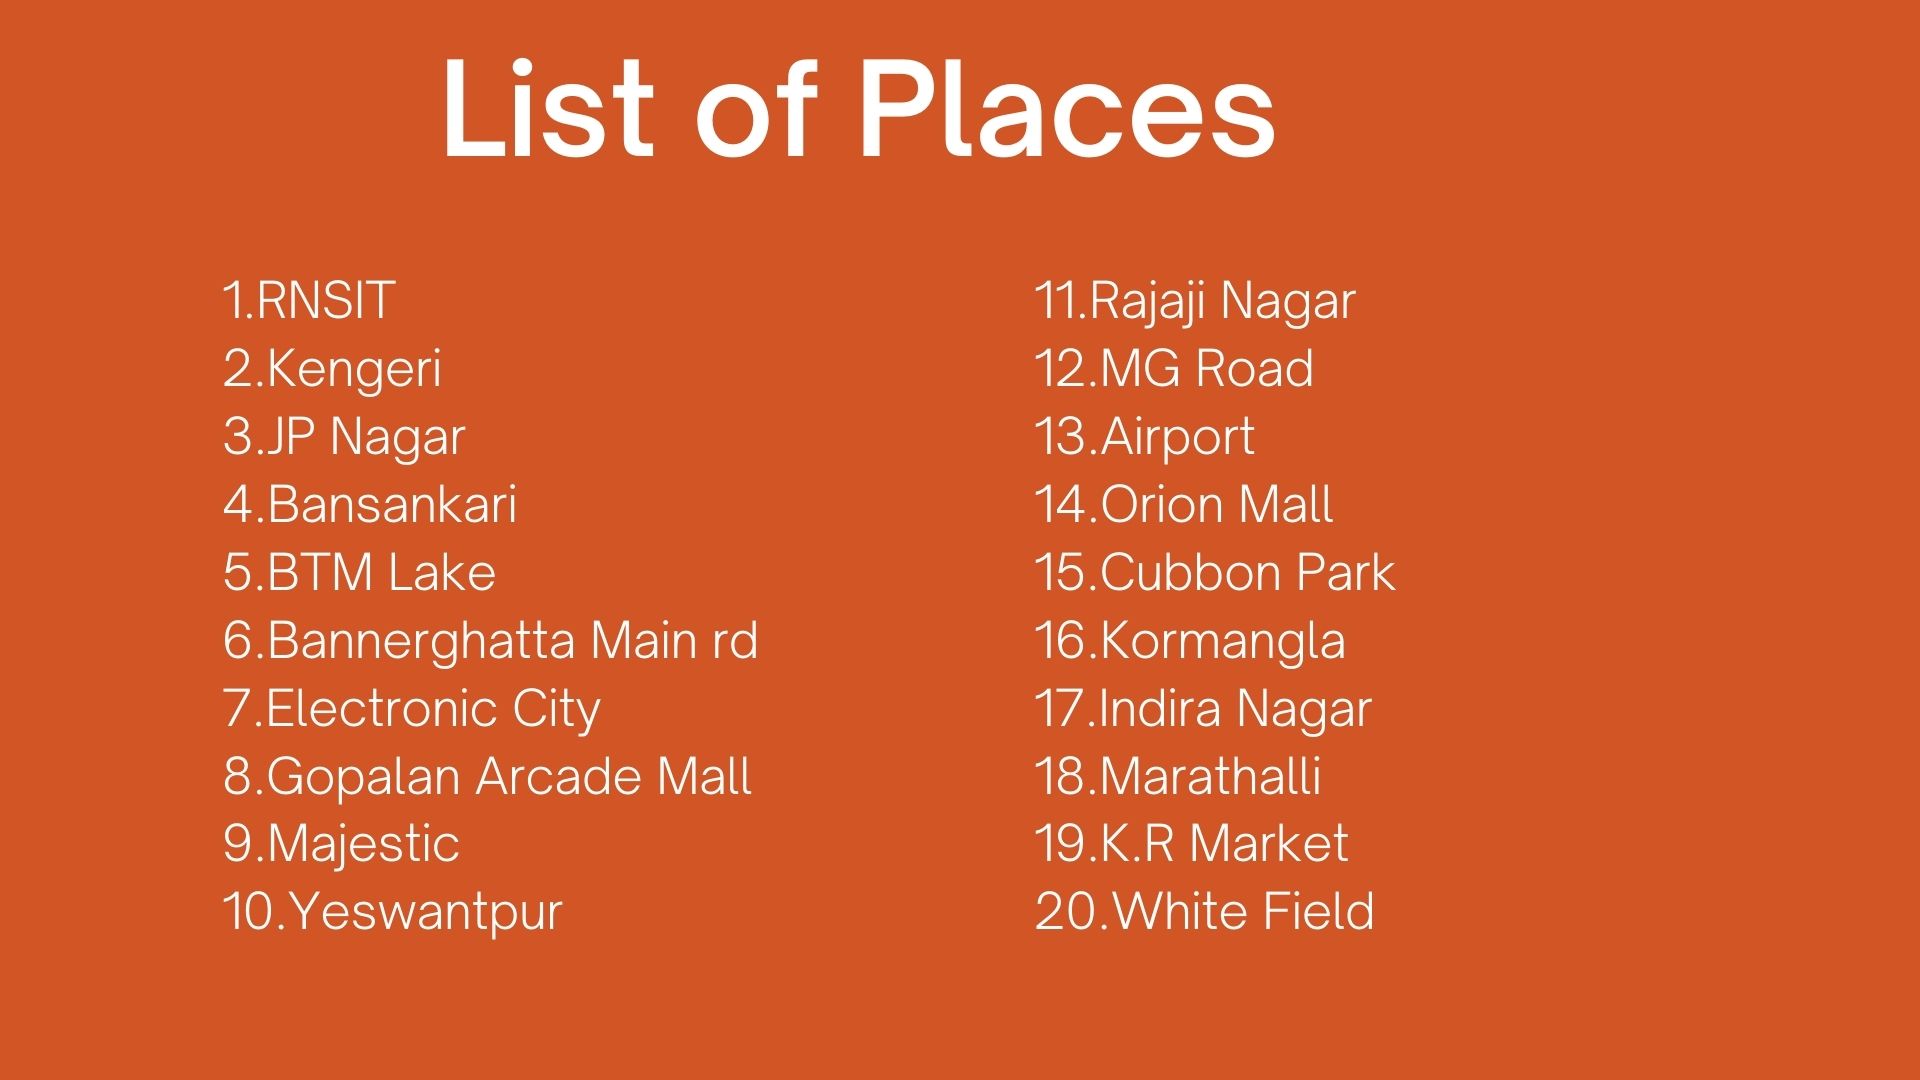 List of Places
1.RNSIT
2.Kengeri
3.JP Nagar
4.Bansankari
5.BTM Lake
6.Bannerghatta Main rd
7.Electronic City
8.Gopalan Arcade Mall
9.Majestic
10.Yeswantpur
11.Rajaji Nagar
12.MG Road
13.Airport
14.Orion Mall
15.Cubbon Park
16.Kormangla
17.Indira Nagar
18.Marathalli
19.K.R Market
20.White Field